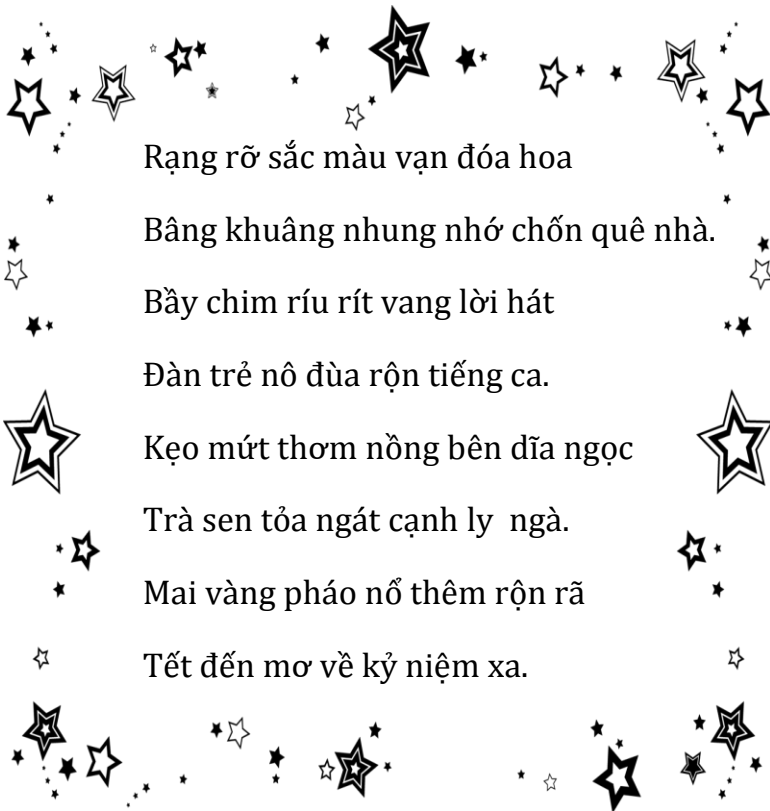 Rạng rỡ sắc màu vạn đóa hoa
Bâng khuâng nhung nhớ chốn quê nhà.
Bầy chim ríu rít vang lời hát
Đàn trẻ nô đùa rộn tiếng ca.
Kẹo mứt thơm nồng bên dĩa ngọc
Trà sen tỏa ngát cạnh ly  ngà.
Mai vàng pháo nổ thêm rộn rã
Tết đến mơ về kỷ niệm xa.